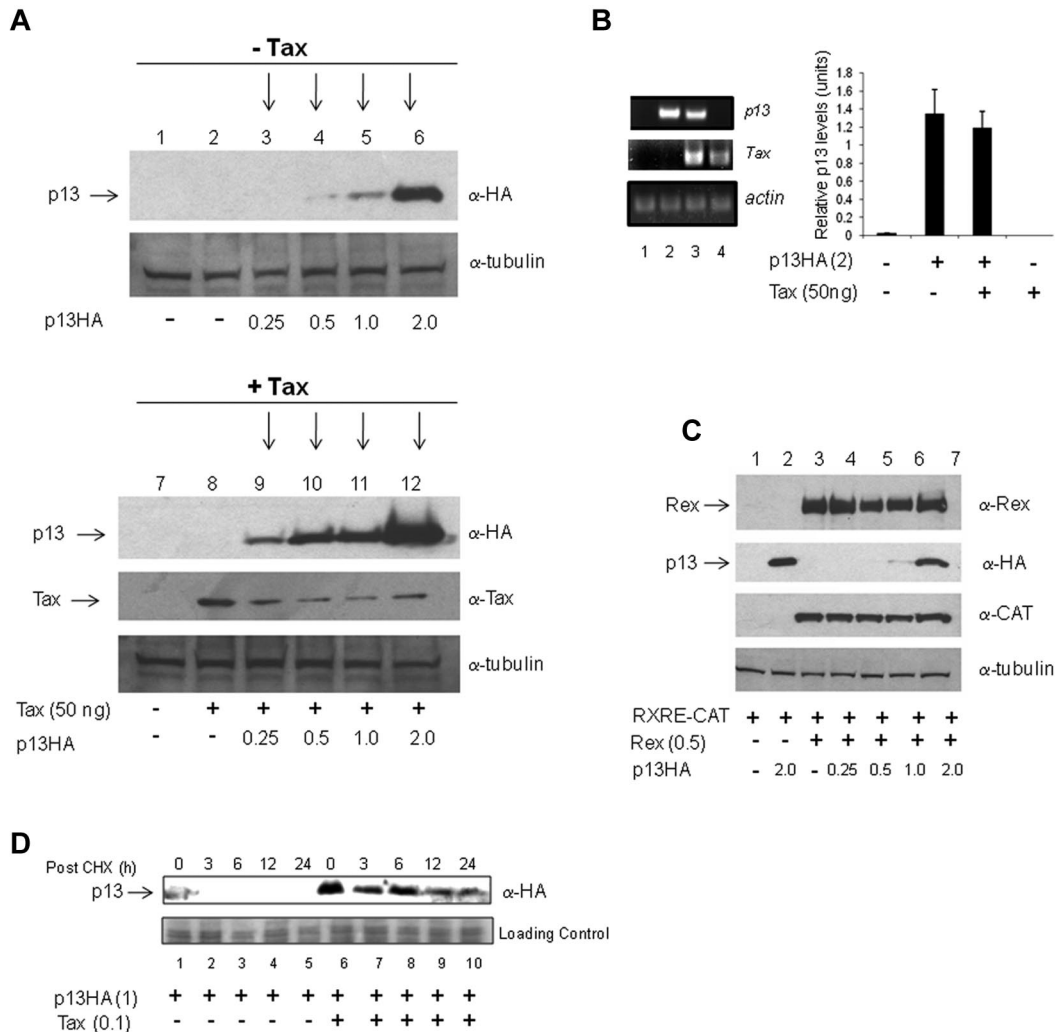 A
- Tax
1 2 3 4 5 6
p13 α-HA
α-tubulin
p13HA - - 0.25 0.5 1.0 2.0
+ Tax
7 8 9 10 11 12
p13 α-HA
Tax α-Tax
α-tubulin
Tax (50 ng) - + + + + +
p13HA - - 0.25 0.5 1.0 2.0
B
p13
Tax
actin
1 2 3 4
Relative p13 levels (units)
1.8
1.6
1.4
1.2
1
0.8
0.6
0.4
0.2
0
p13HA (2) - + + -
Tax (50ng) - - + +
C
1 2 3 4 5 6 7
Rex α-Rex
p13 α-HA
α-CAT
α-tubulin
RXRE-CAT + + + + + + +
Rex (0.5) - - + + + + +
p13HA - 2.0 - 0.25 0.5 1.0 2.0
D
Post CHX (h) 0 3 6 12 24 0 3 6 12 24
p13 α-HA
Loading Control
1 2 3 4 5 6 7 8 9 10
p13HA (1) + + + + + + + + + +
Tax (0.1) - - - - - + + + + +